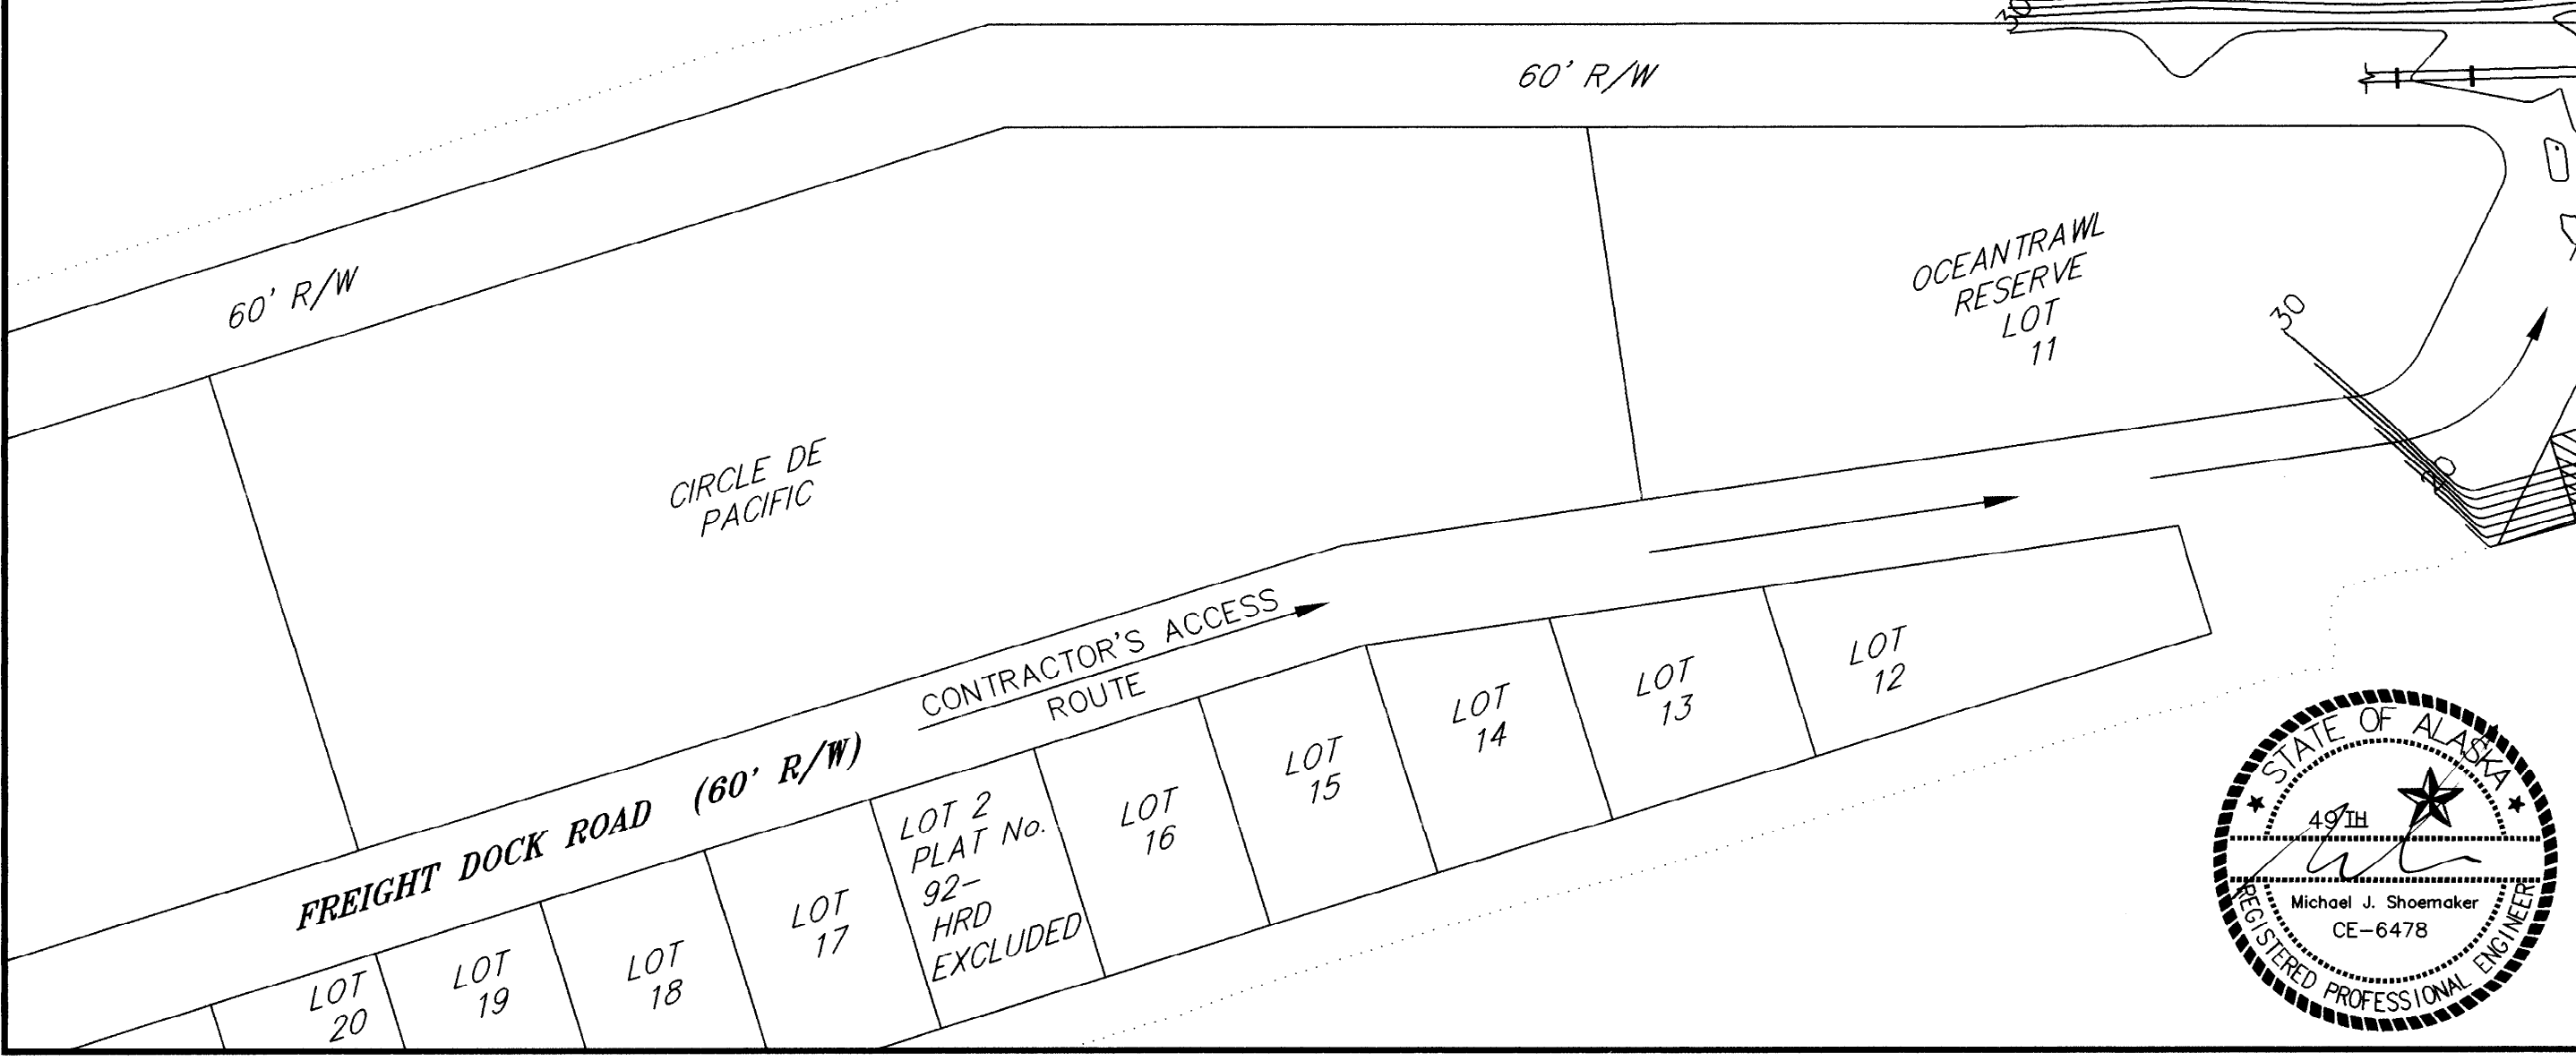 30
60' R/W
60' R/W
OCEANTRAWL
RESERVE
LOT
11
30
CIRCLE DE
PACIFIC
10
CONTRACTOR'S ACCESS
ROUTE
FREIGHT DOCK ROAD (60' R/W)
LOT
12
LOT
13
LOT
14
LOT
15
LOT
16
LOT 2
PLAT No.
92-
HRD
EXCLUDED
LOT
17
LOT
18
LOT
19
LOT
20
STATE OF ALASKA
49TH
Michael J. Shoemaker
CE-6478
REGISTERED PROFESSIONAL ENGINEER